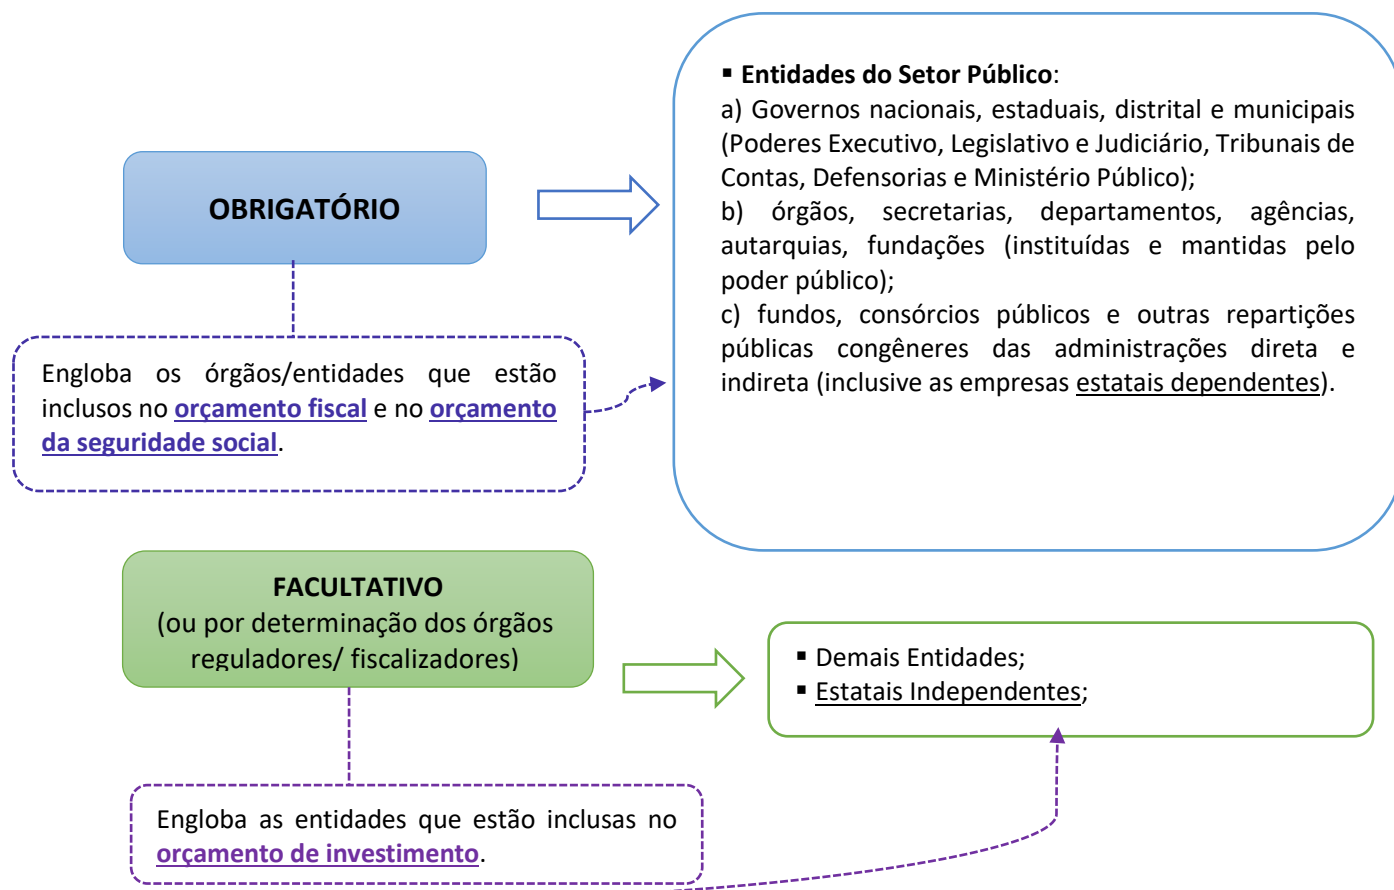 OBRIGATÓRIO
▪ Entidades do Setor Público:
a) Governos nacionais, estaduais, distrital e municipais
(Poderes Executivo, Legislativo e Judiciário, Tribunais de
Contas, Defensorias e Ministério Público);
b) órgãos, secretarias, departamentos, agências,
autarquias, fundações (instituídas e mantidas pelo
poder público);
c) fundos, consórcios públicos e outras repartições
públicas congêneres das administrações direta e
indireta (inclusive as empresas estatais dependentes).
Engloba os órgãos/entidades que estão
inclusos no orçamento fiscal e no orçamento
da seguridade social.
FACULTATIVO
(ou por determinação dos órgãos
reguladores/ fiscalizadores)
▪ Demais Entidades;
▪ Estatais Independentes;
Engloba as entidades que estão inclusas no
orçamento de investimento.